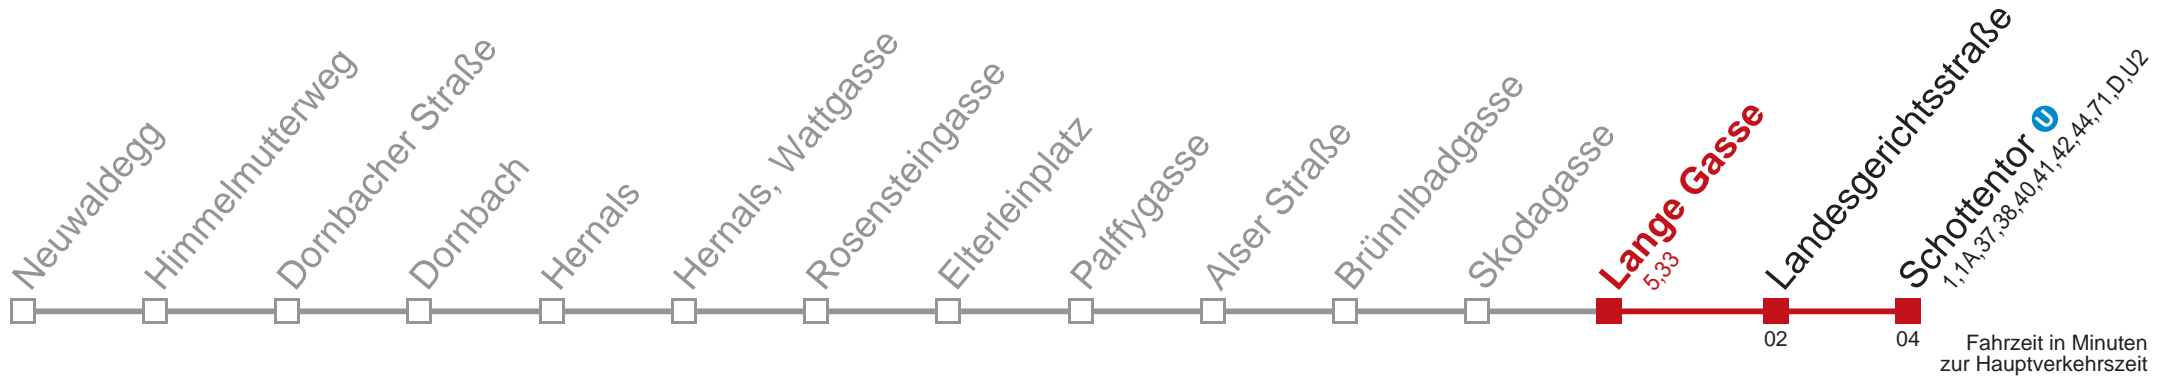 Neuwaldegg
Himmelmutterweg
Dornbacher Straße
Dornbach
Hernals
Hernals, Wattgasse
Rosensteingasse
Elterleinplatz
Palffygasse
Alser Straße
Brünnlbadgasse
Skodagasse
Lange Gasse
5,33
Landesgerichtsstraße
Schottentor U
1,1A,37,38,40,41,42,44,71,D,U2
02
04
Fahrzeit in Minuten
zur Hauptverkehrszeit